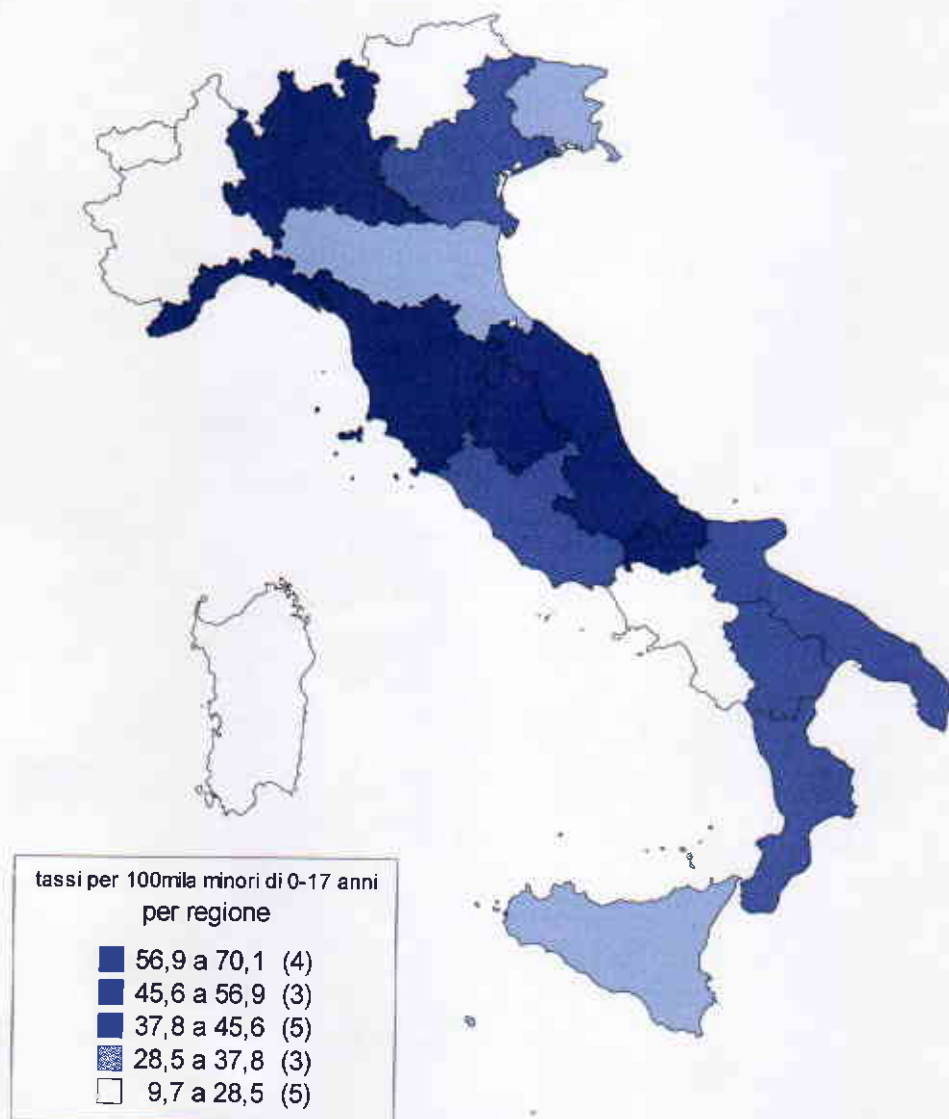 tassi per 100mila minori di 0-17 anni
per regione
56,9 a 70,1 (4)
45,6 a 56,9 (3)
37,8 a 45,6 (5)
28,5 a 37,8 (3)
9,7 a 28,5 (5)